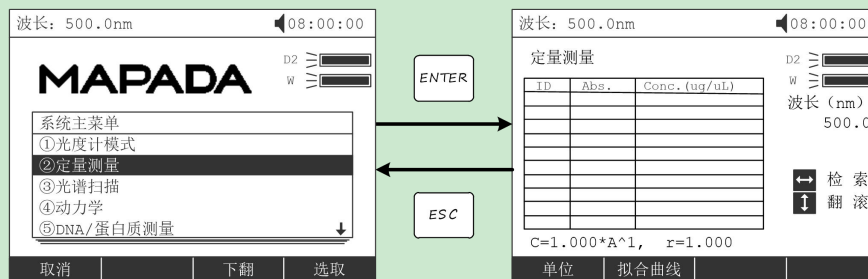 波长: 500.0nm
08:00:00
D2
W
MAPADA
系统主菜单
①光度计模式
②定量测量
③光谱扫描
④动力学
⑤DNA/蛋白质测量
取消
下翻
选取
ENTER
ESC
波长: 500.0nm
08:00:00
定量测量
ID Abs. Conc.(ug/uL)
D2
W
波长（nm）
500.0
检 索
翻 滚
C=1.000*A^1, r=1.000
单位
拟合曲线